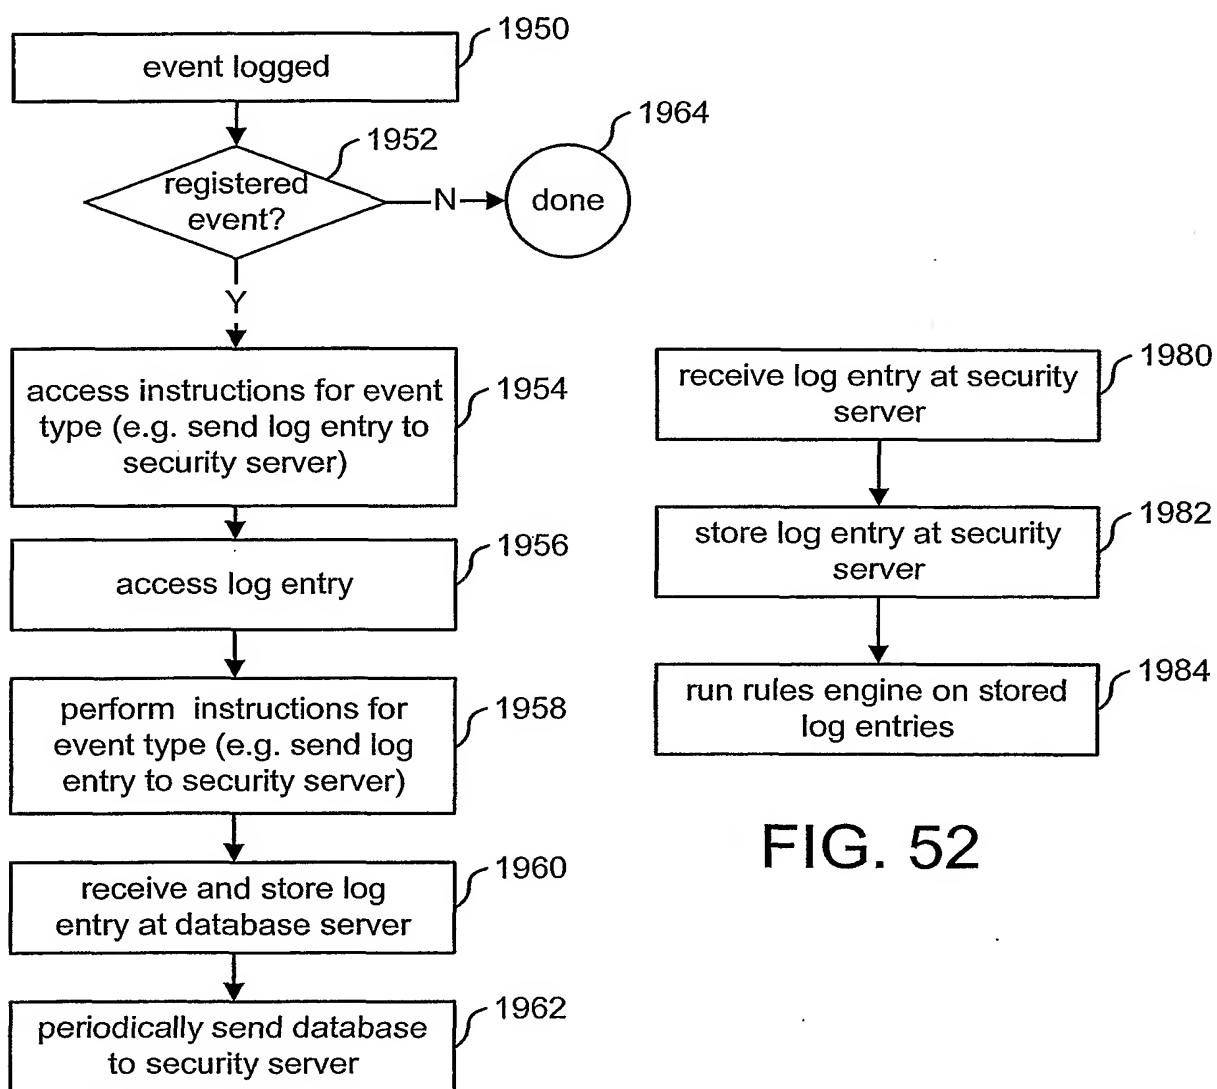 1950
event logged
1952
registered
event?
N
1964
done
Y
1954
access instructions for event
type (e.g. send log entry to
security server)
1956
access log entry
1958
perform instructions for
event type (e.g. send log
entry to security server)
1960
receive and store log
entry at database server
1962
periodically send database
to security server
1980
receive log entry at security
server
1982
store log entry at security
server
1984
run rules engine on stored
log entries
FIG. 52